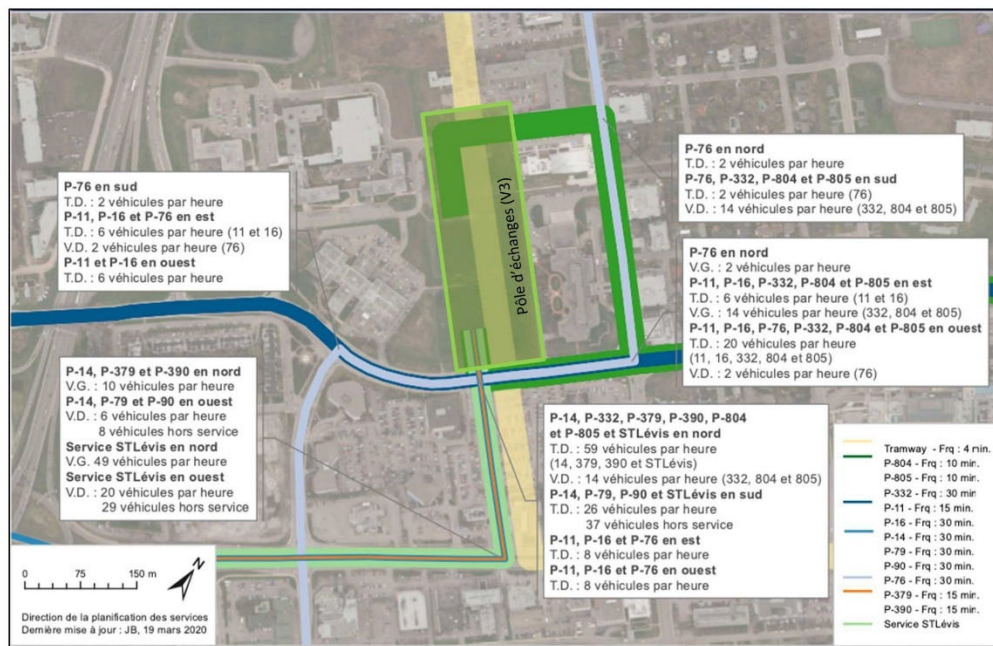 P-76 en nord
T.D. : 2 véhicules par heure
P-76, P-332, P-804 et P-805 en sud
T.D. : 2 véhicules par heure (76)
V.D. : 14 véhicules par heure (332, 804 et 805)
P-76 en sud
T.D. : 2 véhicules par heure
P-11, P-16 et P-76 en est
T.D. : 6 véhicules par heure (11 et 16)
V.D. 2 véhicules par heure (76)
P-11 et P-16 en ouest
T.D. : 6 véhicules par heure
Pôle d'échanges (V3)
P-76 en nord
V.G. : 2 véhicules par heure
P-11, P-16, P-332, P-804 et P-805 en est
T.D. : 6 véhicules par heure (11 et 16)
V.G. : 14 véhicules par heure (332, 804 et 805)
P-11, P-16, P-76, P-332, P-804 et P-805 en ouest
T.D. : 20 véhicules par heure
(11, 16, 332, 804 et 805)
V.D. : 2 véhicules par heure (76)
P-14, P-379 et P-390 en nord
V.G. : 10 véhicules par heure
P-14, P-79 et P-90 en ouest
V.D. : 6 véhicules par heure
8 véhicules hors service
Service STLévis en nord
V.G. 49 véhicules par heure
Service STLévis en ouest
V.D. : 20 véhicules par heure
29 véhicules hors service
P-14, P-332, P-379, P-390, P-804
et P-805 et STLévis en nord
T.D. : 59 véhicules par heure
(14, 379, 390 et STLévis)
V.D. : 14 véhicules par heure (332, 804 et 805)
P-14, P-79, P-90 et STLévis en sud
T.D. : 26 véhicules par heure
37 véhicules hors service
P-11, P-16 et P-76 en est
T.D. : 8 véhicules par heure
P-11, P-16 et P-76 en ouest
T.D. : 8 véhicules par heure
Tramway - Frq : 4 min.
P-804 - Frq : 10 min.
P-805 - Frq : 10 min.
P-332 - Frq : 30 min
P-11 - Frq : 15 min.
P-16 - Frq : 30 min.
P-14 - Frq : 30 min.
P-79 - Frq : 30 min.
P-90 - Frq : 30 min.
P-76 - Frq : 30 min.
P-379 - Frq : 15 min.
P-390 - Frq : 15 min.
Service STLévis
0 75 150 m
N
Direction de la planification des services
Dernière mise à jour : JB, 19 mars 2020